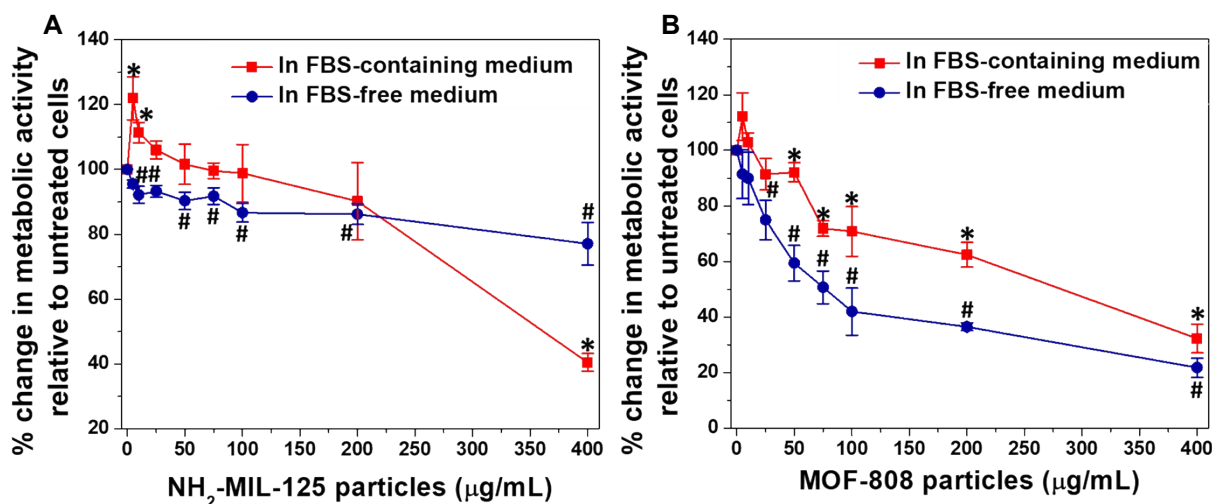 A
% change in metabolic activity
relative to untreated cells
140
120
100
80
60
40
20
In FBS-containing medium
In FBS-free medium
*
*
##
#
#
#
#
#
*
0 50 100 150 200 250 300 350 400
NH2-MIL-125 particles (μg/mL)
B
% change in metabolic activity
relative to untreated cells
140
120
100
80
60
40
20
0
In FBS-containing medium
In FBS-free medium
*
#
*
*
#
#
#
*
#
*
#
0 50 100 150 200 250 300 350 400
MOF-808 particles (μg/mL)